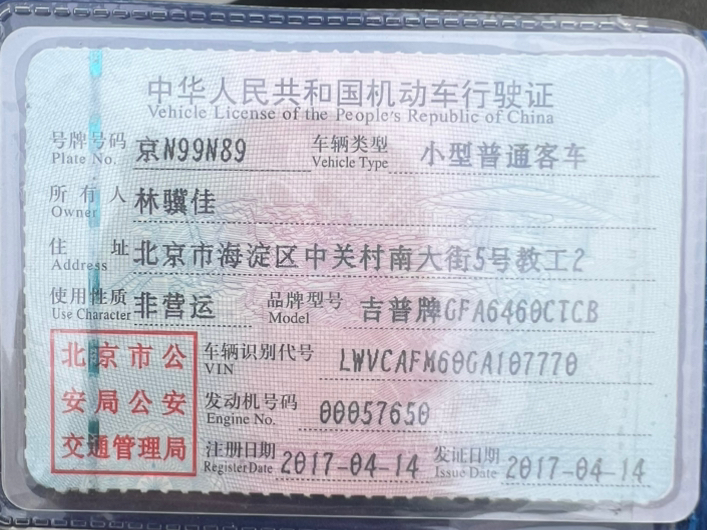 中华人民共和国机动车行驶证
Vehicle License of the People's Republic of China
号牌号码 京N99N89 车辆类型 小型普通客车
Plate No. Vehicle Type
所有人 林骥佳
Owner
住址 北京市海淀区中关村南大街5号教工2
Address
使用性质 非营运 品牌型号 吉普牌GFA6460CTCB
Use Character Model
北京市公 车辆识别代号 LWVCAFM60GA107770
VIN
安局公安 发动机号码 00057650
Engine No.
交通管理局 注册日期 2017-04-14 发证日期 2017-04-14
Register Date Issue Date